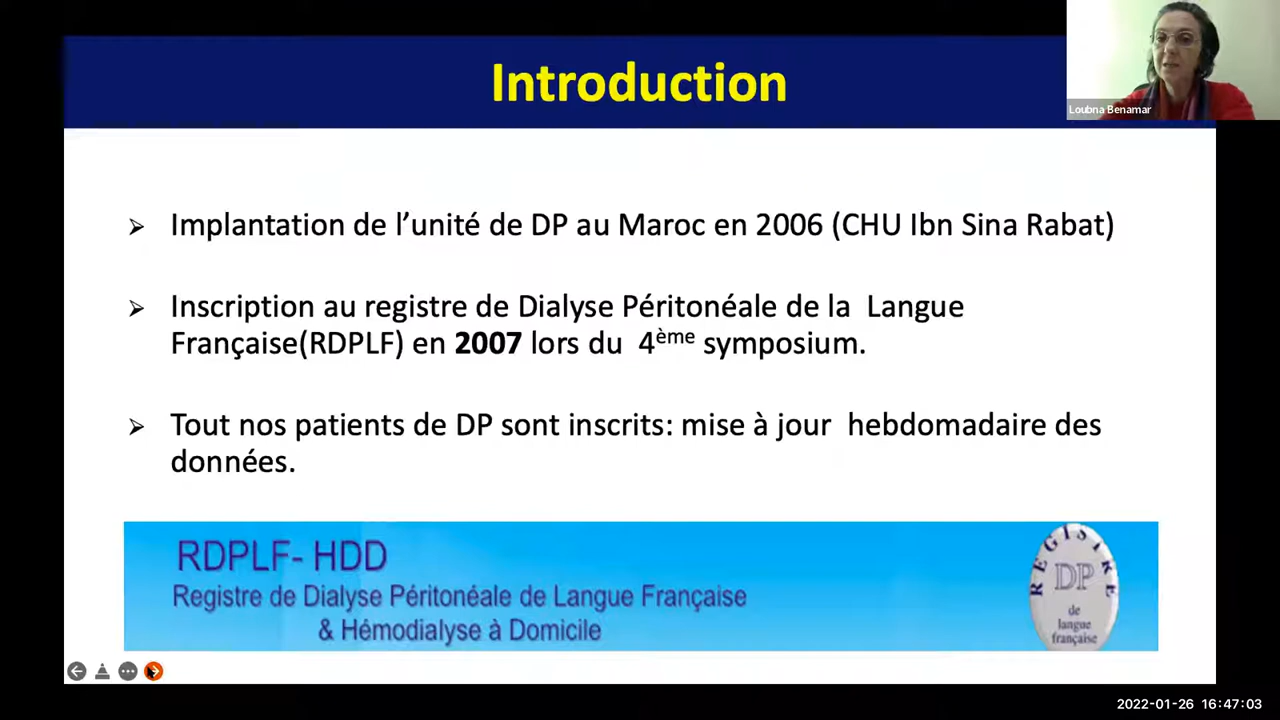 Introduction
Loubna Benamar
Implantation de l’unité de DP au Maroc en 2006 (CHU Ibn Sina Rabat)
Inscription au registre de Dialyse Péritonéale de la Langue
Française(RDPLF) en 2007 lors du 4ème symposium.
Tout nos patients de DP sont inscrits: mise à jour hebdomadaire des
données.
RDPLF- HDD
Registre de Dialyse Péritonéale de Langue Française
& Hémodialyse à Domicile
REGISTRE
DP
de
langue
française
2022-01-26 16:47:03